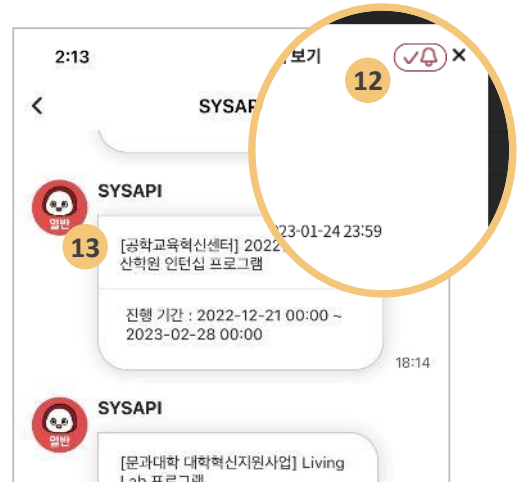 2:13
보기
12
SYSAP
SYSAPI
일반
13
[공학교육혁신센터] 2022
23-01-24 23:59
산학원 인턴십 프로그램
진행 기간 : 2022-12-21 00:00 ~
2023-02-28 00:00
18:14
SYSAPI
일반
[문과대학 대학혁신지원사업] Living
Lab 프로그램